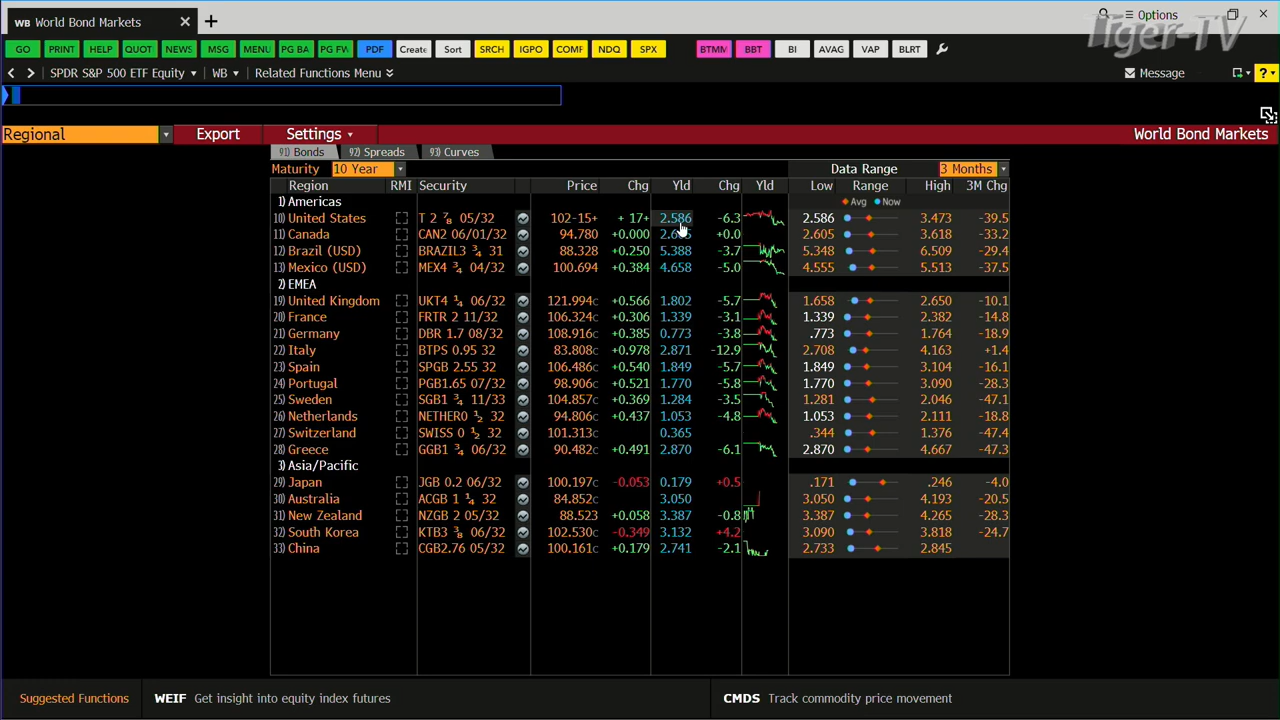 WB World Bond Markets ✕ +
Options
Tiger-TV
GO PRINT HELP QUOT NEWS MSG MENU PG BA PG FW PDF Create Sort SRCH IGPO COMF NDQ SPX BTMM BBT BI AVAG VAP BLRT
SPDR S&P 500 ETF Equity WB Related Functions Menu Message ?
Regional Export Settings World Bond Markets
91) Bonds 92) Spreads 93) Curves
Maturity 10 Year Data Range 3 Months
Region RMI Security Price Chg Yld Chg Yld Low Range High 3M Chg
1) Americas Avg Now
10) United States T 2 ⅞ 05/32 102-15+ + 17+ 2.586 -6.3 2.586 3.473 -39.5
11) Canada CAN2 06/01/32 94.780 +0.000 +0.0 2.605 3.618 -33.2
12) Brazil (USD) BRAZIL3 ¾ 31 88.328 +0.250 5.388 -3.7 5.348 6.509 -29.4
13) Mexico (USD) MEX4 ¾ 04/32 100.694 +0.384 4.658 -5.0 4.555 5.513 -37.5
2) EMEA
19) United Kingdom UKT4 ¼ 06/32 121.994c +0.566 1.802 -5.7 1.658 2.650 -10.1
20) France FRTR 2 11/32 106.324c +0.306 1.339 -3.1 1.339 2.382 -14.8
21) Germany DBR 1.7 08/32 108.916c +0.385 0.773 -3.8 .773 1.764 -18.9
22) Italy BTPS 0.95 32 83.808c +0.978 2.871 -12.9 2.708 4.163 +1.4
23) Spain SPGB 2.55 32 106.486c +0.540 1.849 -5.7 1.849 3.104 -16.1
24) Portugal PGB1.65 07/32 98.906c +0.521 1.770 -5.8 1.770 3.090 -28.3
25) Sweden SGB1 ¾ 11/33 104.857c +0.369 1.284 -3.5 1.281 2.046 -47.1
26) Netherlands NETHER0 ½ 32 94.806c +0.437 1.053 -4.8 1.053 2.111 -18.8
27) Switzerland SWISS 0 ½ 32 101.313c 0.365 .344 1.376 -47.4
28) Greece GGB1 ¾ 06/32 90.482c +0.491 2.870 -6.1 2.870 4.667 -47.3
3) Asia/Pacific
29) Japan JGB 0.2 06/32 100.197c -0.053 0.179 +0.5 .171 .246 -4.0
30) Australia ACGB 1 ¼ 32 84.852c 3.050 3.050 4.193 -20.5
31) New Zealand NZGB 2 05/32 88.523 +0.058 3.387 -0.8 3.387 4.265 -28.3
32) South Korea KTB3 ⅜ 06/32 102.530c -0.349 3.132 +4.2 3.090 3.818 -24.7
33) China CGB2.76 05/32 100.161c +0.179 2.741 -2.1 2.733 2.845
Suggested Functions WEIF Get insight into equity index futures CMDS Track commodity price movement